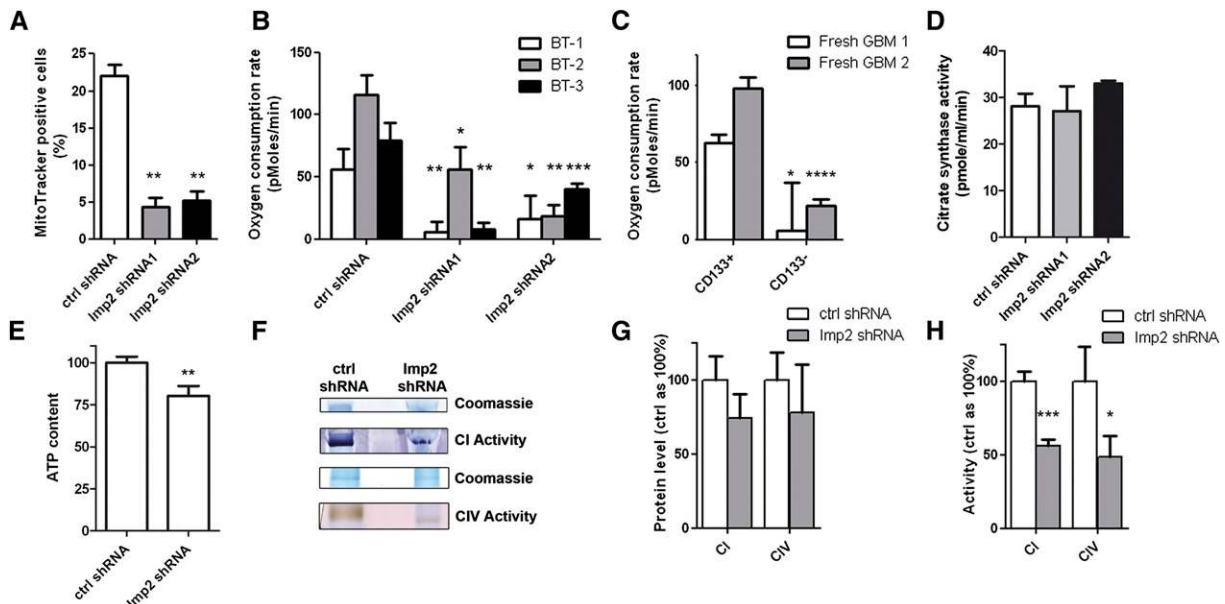 A
MitoTracker positive cells
(%)
25
20
15
10
5
0
ctrl shRNA
Imp2 shRNA1
Imp2 shRNA2
B
Oxygen consumption rate
(pMoles/min)
150
100
50
0
BT-1
BT-2
BT-3
*
**
**
*
**
***
ctrl shRNA
Imp2 shRNA1
Imp2 shRNA2
**
**
C
Oxygen consumption rate
(pMoles/min)
100
50
0
Fresh GBM 1
Fresh GBM 2
*
****
CD133+
CD133-
D
Citrate synthase activity
(pmole/ml/min)
40
30
20
10
0
ctrl shRNA
Imp2 shRNA1
Imp2 shRNA2
E
ATP content
125
100
75
50
25
0
**
ctrl shRNA
Imp2 shRNA
F
ctrl
shRNA
Imp2
shRNA
Coomassie
CI Activity
Coomassie
CIV Activity
G
ctrl shRNA
Imp2 shRNA
Protein level (ctrl as 100%)
150
100
50
0
CI
CIV
H
ctrl shRNA
Imp2 shRNA
Activity (ctrl as 100%)
150
100
50
0
***
*
CI
CIV